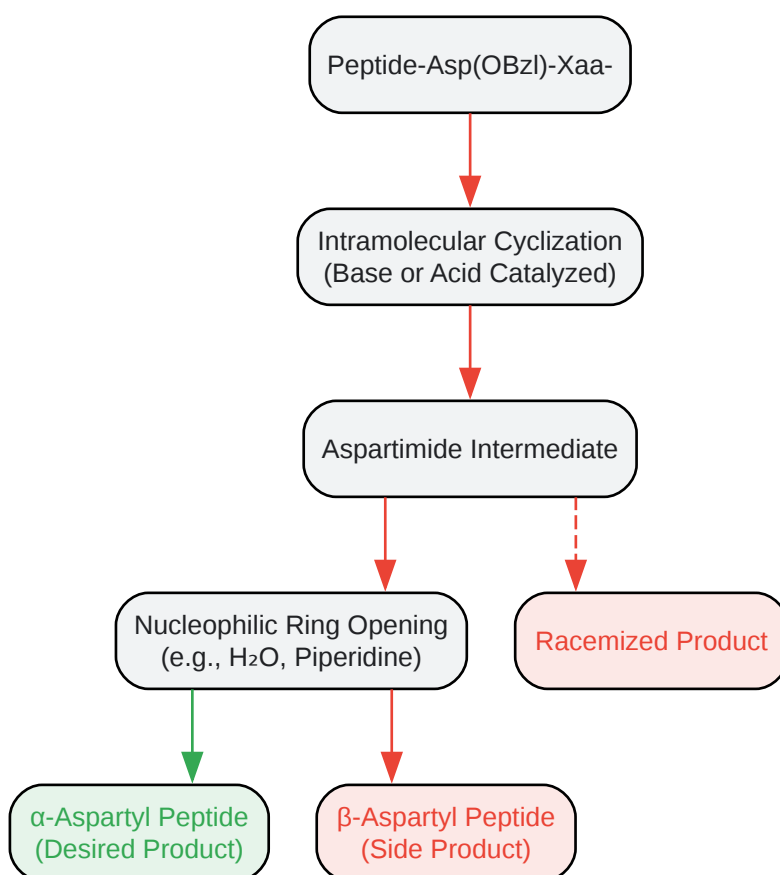 Peptide-Asp(OBzl)-Xaa-
Intramolecular Cyclization
(Base or Acid Catalyzed)
Aspartimide Intermediate
Nucleophilic Ring Opening
(e.g., H₂O, Piperidine)
Racemized Product
α-Aspartyl Peptide
(Desired Product)
β-Aspartyl Peptide
(Side Product)